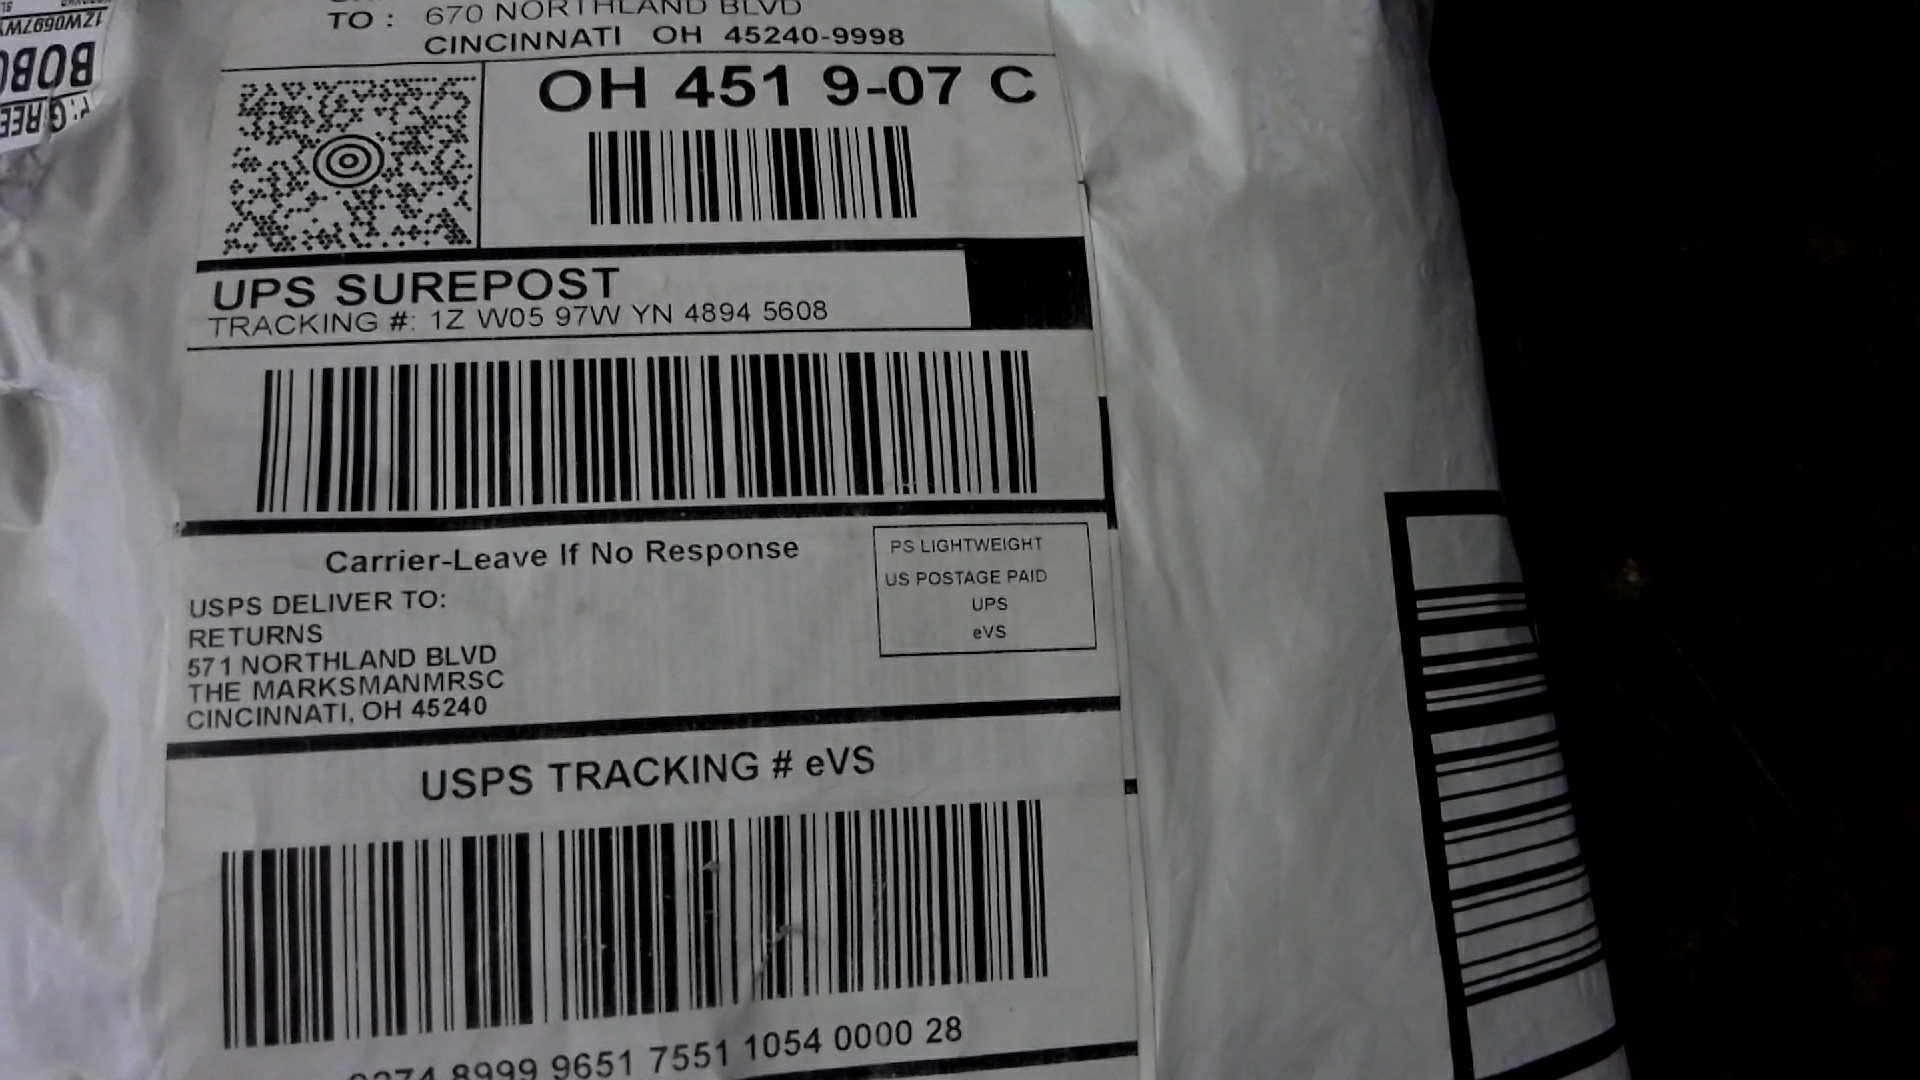 TO : 670 NORTHLAND BLVD
CINCINNATI OH 45240-9998
OH 451 9-07 C
UPS SUREPOST
TRACKING #: 1Z W05 97W YN 4894 5608
Carrier-Leave If No Response
PS LIGHTWEIGHT
US POSTAGE PAID
UPS
eVS
USPS DELIVER TO:
RETURNS
571 NORTHLAND BLVD
THE MARKSMANMRSC
CINCINNATI, OH 45240
USPS TRACKING # eVS
8999 9651 7551 1054 0000 28